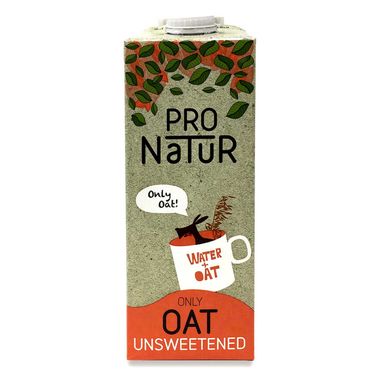 PRO
NaTUR
Only
Oat!
WATER
+
OAT
ONLY
OAT
UNSWEETENED